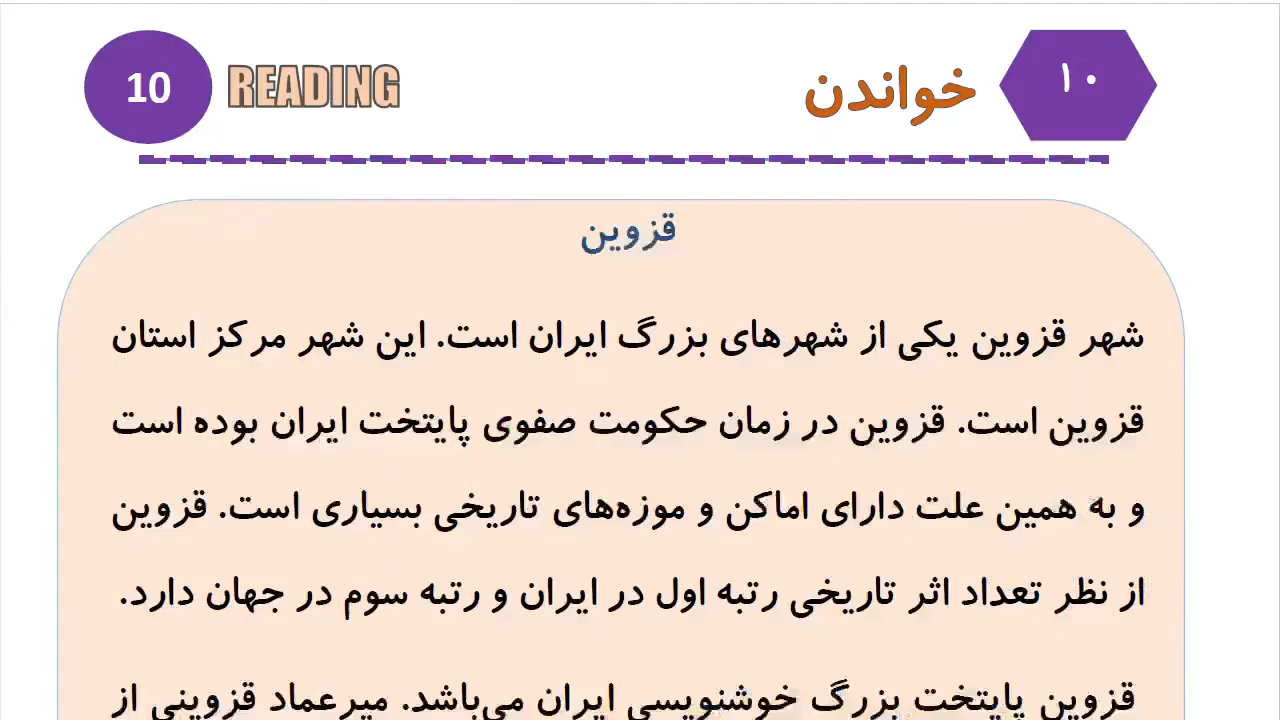 10 READING
خواندن ۱۰
قزوین
شهر قزوین یکی از شهرهای بزرگ ایران است. این شهر مرکز استان
قزوین است. قزوین در زمان حکومت صفوی پایتخت ایران بوده است
و به همین علت دارای اماکن و موزه‌های تاریخی بسیاری است. قزوین
از نظر تعداد اثر تاریخی رتبه اول در ایران و رتبه سوم در جهان دارد.
قزوین پایتخت بزرگ خوشنویسی ایران می‌باشد. میرعماد قزوینی از